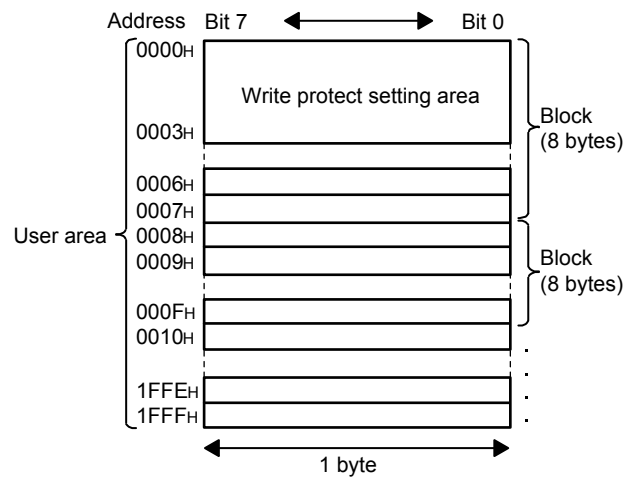 Address Bit 7 Bit 0
0000H
Write protect setting area
0003H
Block
(8 bytes)
0006H
0007H
User area
0008H
0009H
Block
(8 bytes)
000FH
0010H
1FFEH
1FFFH
1 byte